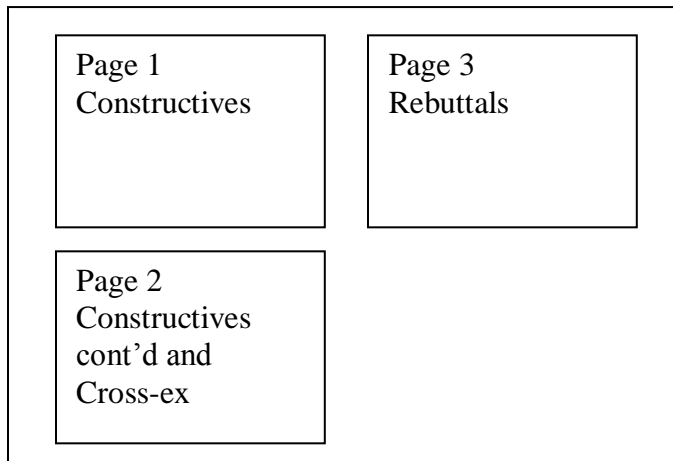 Page 1
Constructives
Page 3
Rebuttals
Page 2
Constructives
cont’d and
Cross-ex